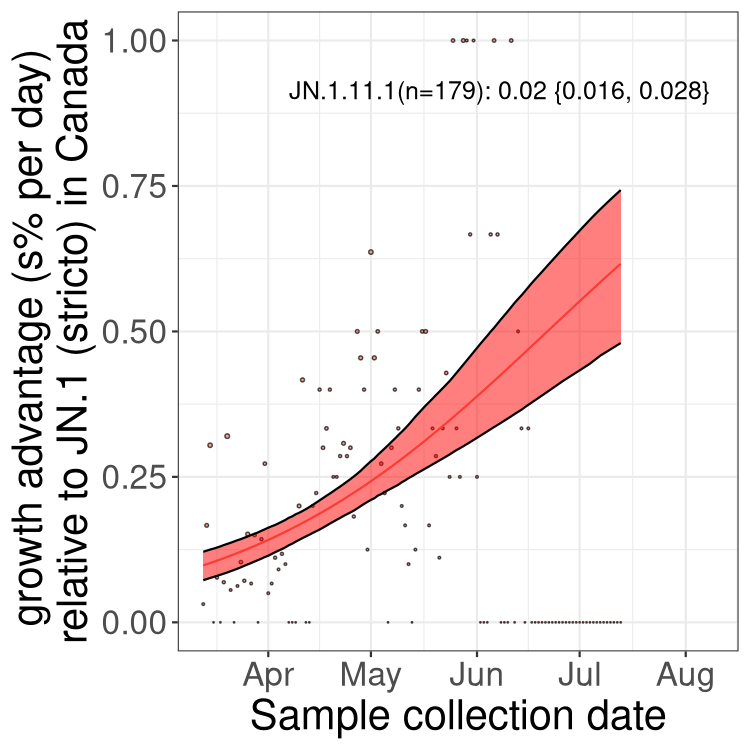 growth advantage (s% per day)
relative to JN.1 (stricto) in Canada
1.00
0.75
0.50
0.25
0.00
JN.1.11.1(n=179): 0.02 {0.016, 0.028}
Apr May Jun Jul Aug
Sample collection date